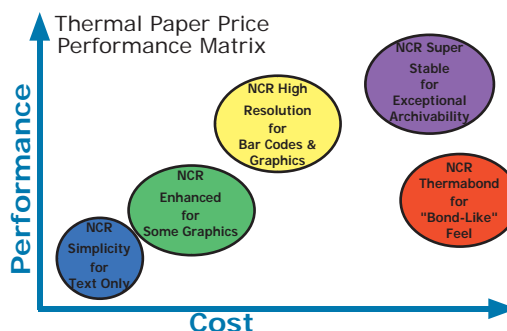 Thermal Paper Price
Performance Matrix
Performance
NCR Super
Stable
for
Exceptional
Archivability
NCR High
Resolution
for
Bar Codes &
Graphics
NCR
Thermabond
for
"Bond-Like"
Feel
NCR
Enhanced
for
Some Graphics
NCR
Simplicity
for
Text Only
Cost